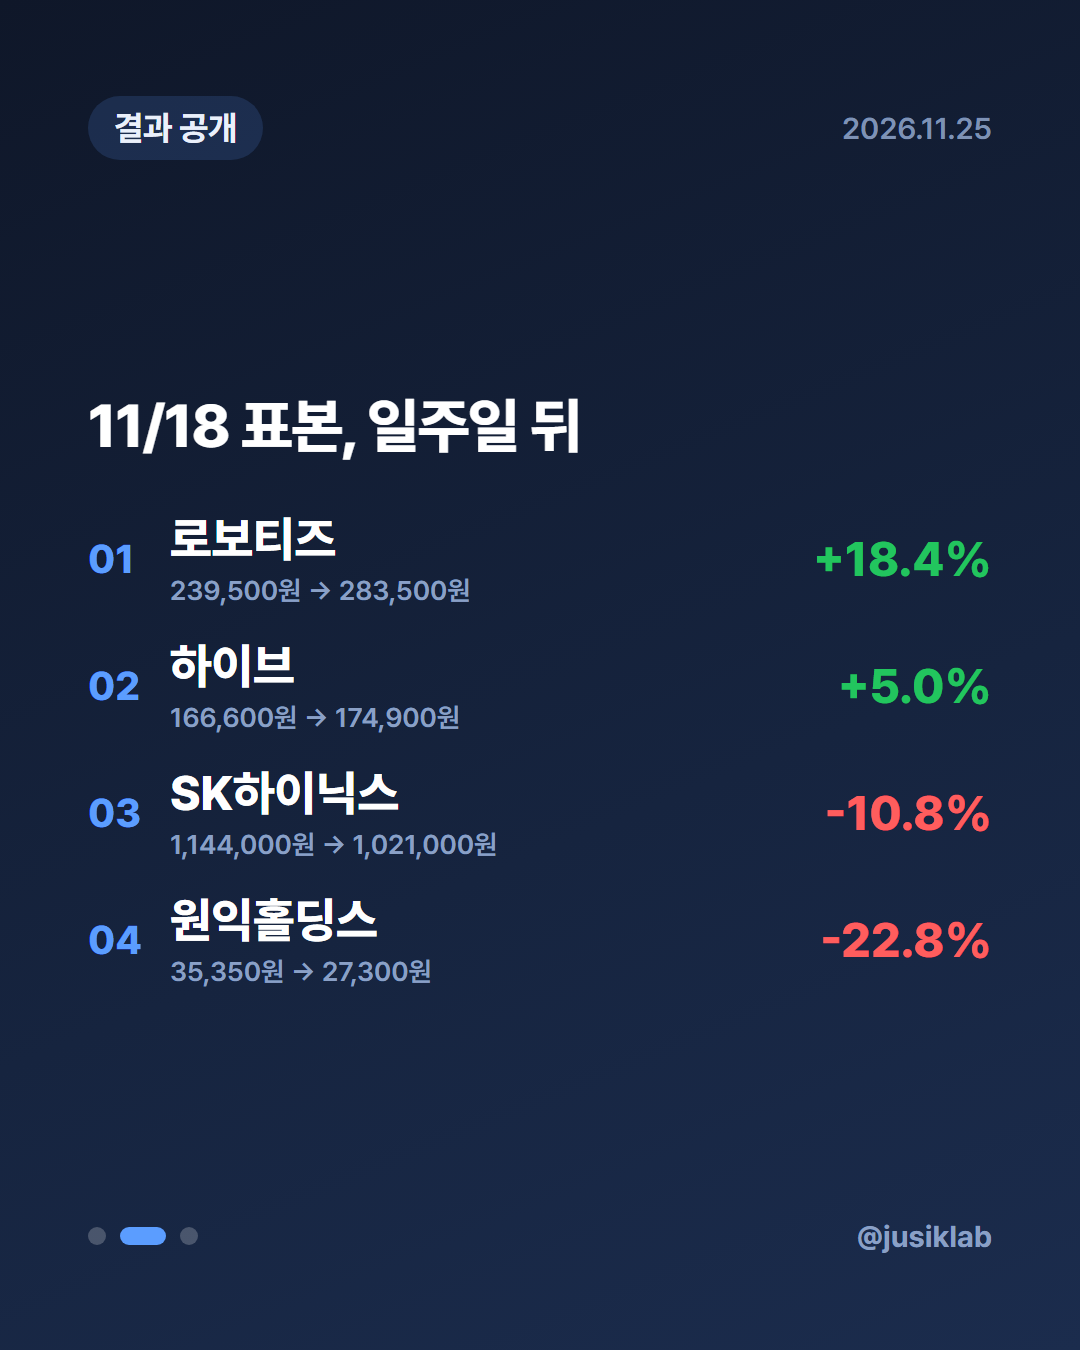 결과 공개
2026.11.25
11/18 표본, 일주일 뒤
01
로보티즈
239,500원 → 283,500원
+18.4%
02
하이브
166,600원 → 174,900원
+5.0%
03
SK하이닉스
1,144,000원 → 1,021,000원
-10.8%
04
원익홀딩스
35,350원 → 27,300원
-22.8%
@jusiklab